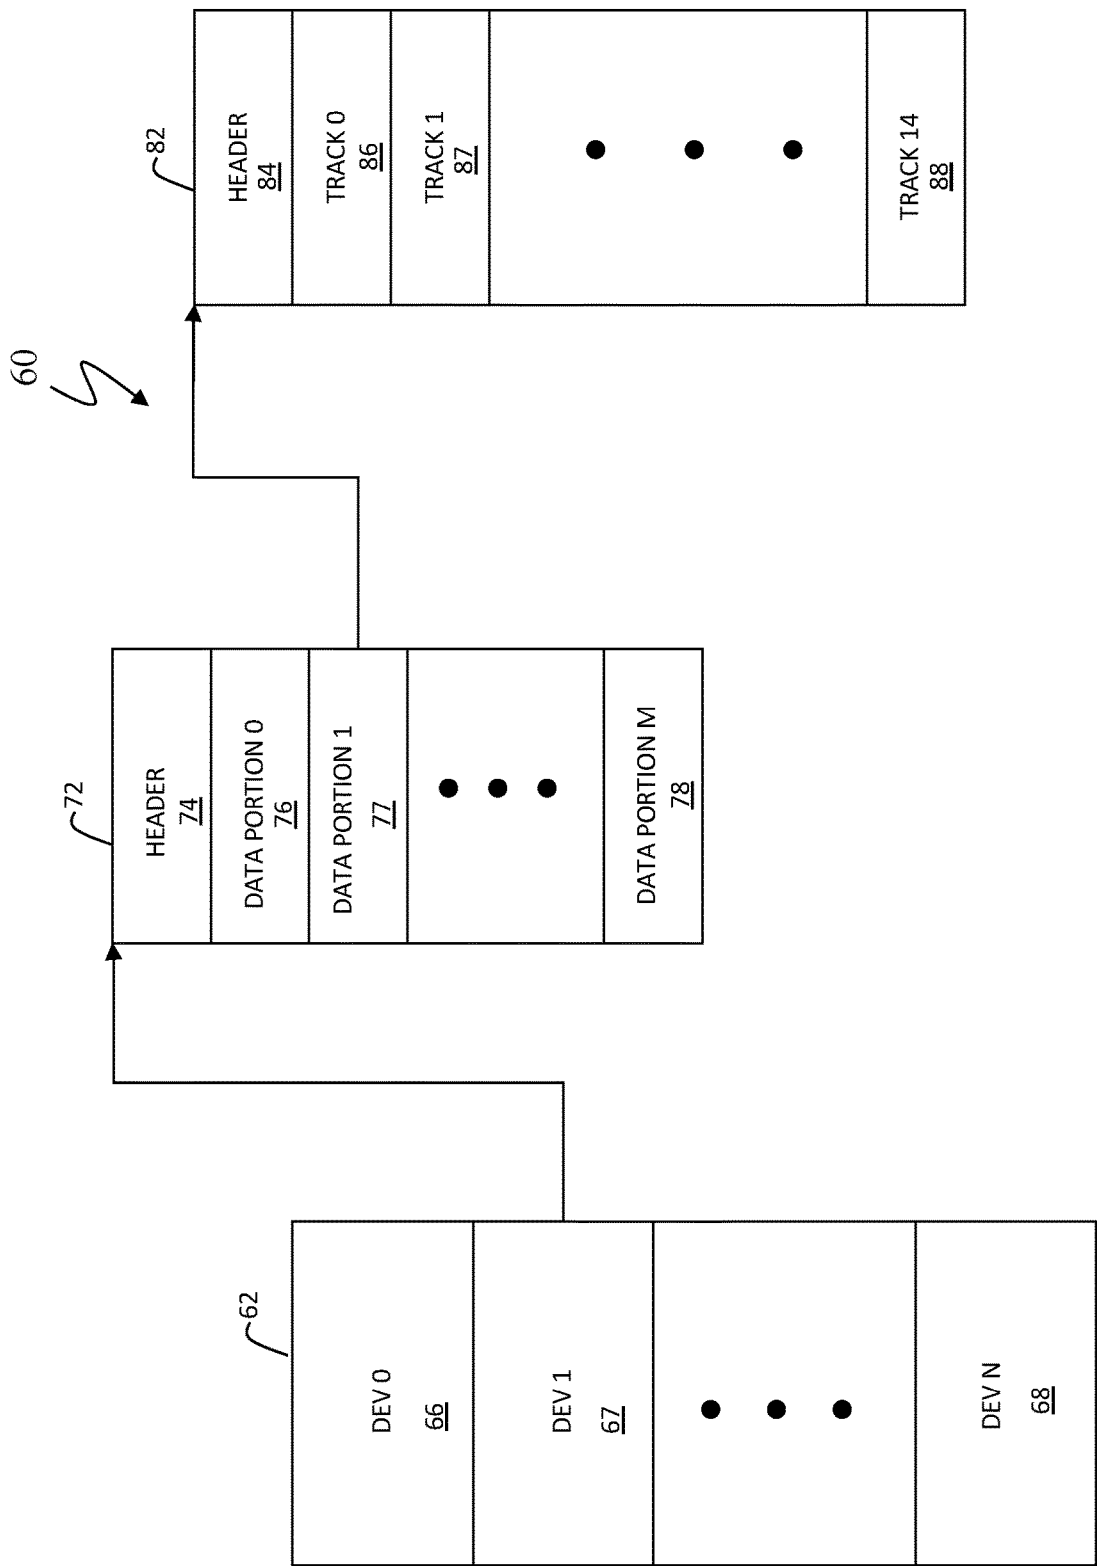 60
62
DEV 0
66
DEV 1
67
DEV N
68
72
HEADER
74
DATA PORTION 0
76
DATA PORTION 1
77
DATA PORTION M
78
82
HEADER
84
TRACK 0
86
TRACK 1
87
TRACK 14
88